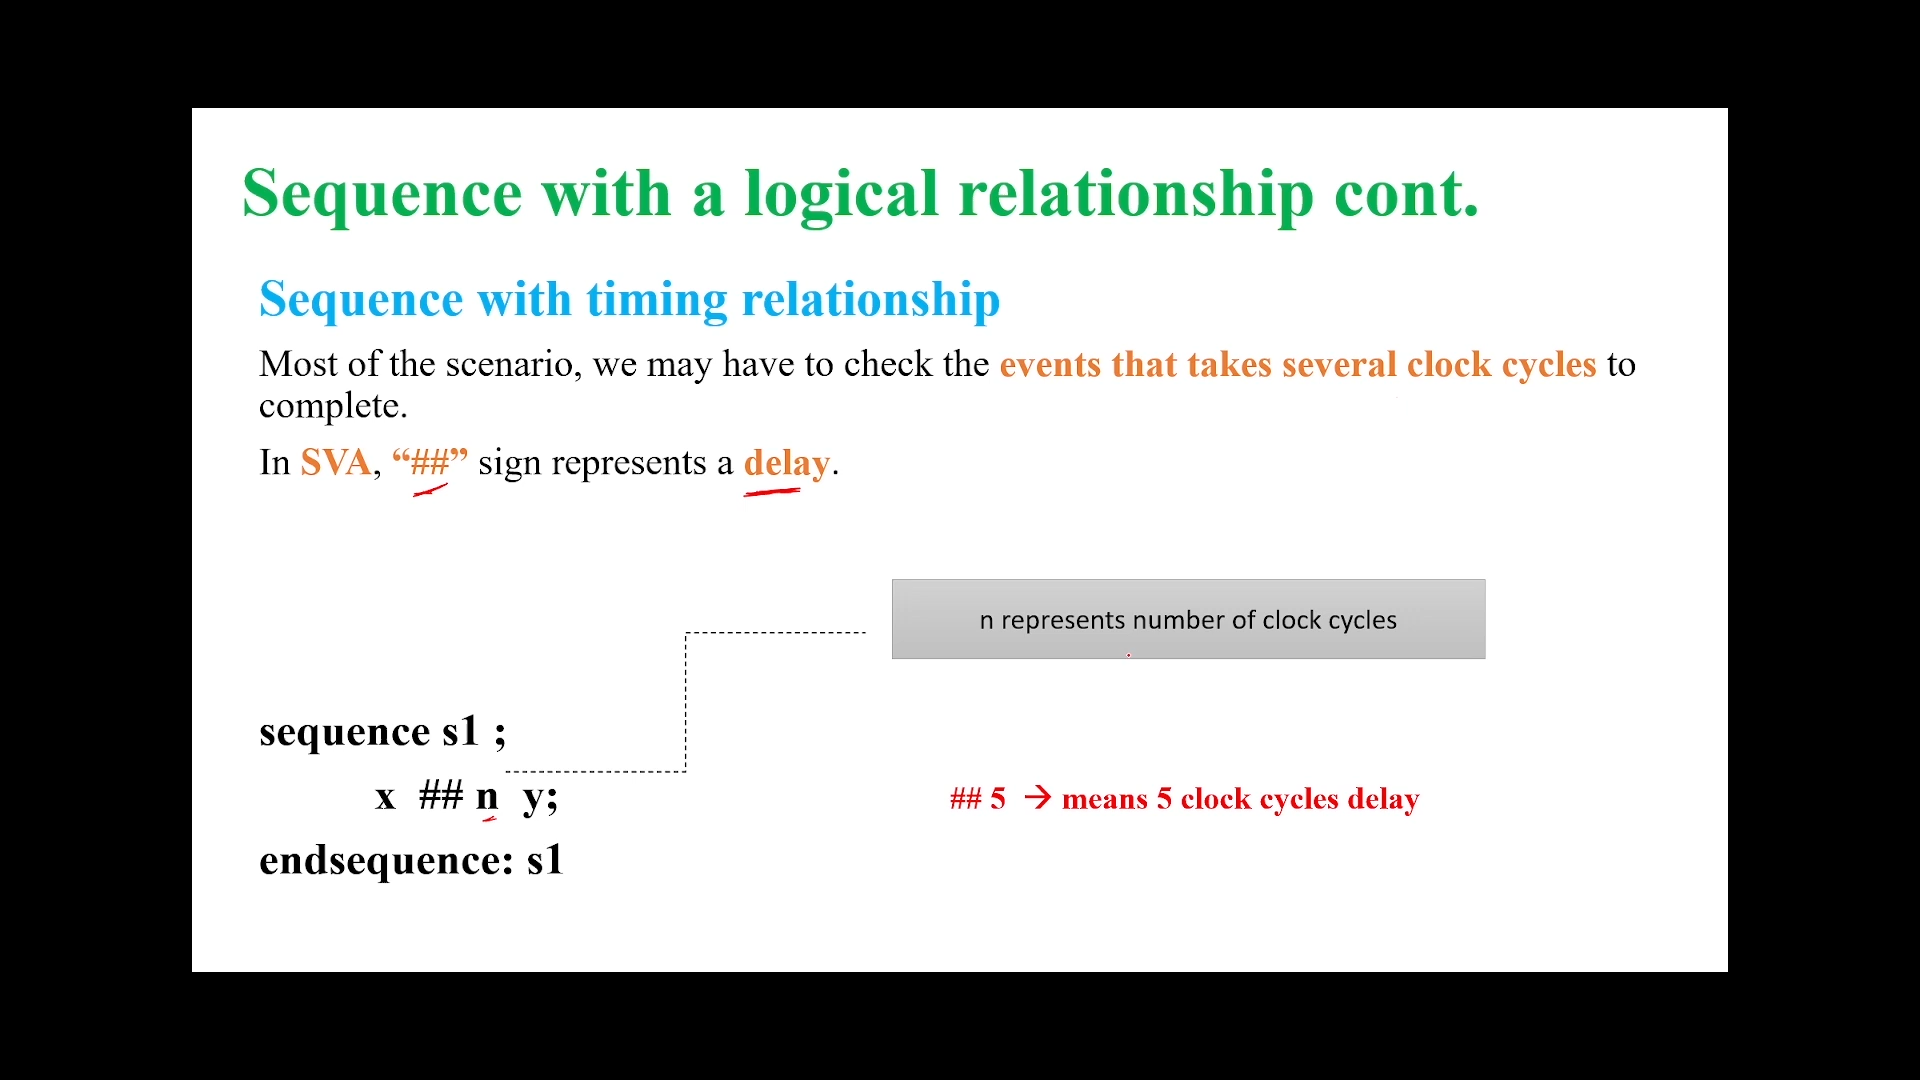 Sequence with a logical relationship cont.
Sequence with timing relationship
Most of the scenario, we may have to check the events that takes several clock cycles to
complete.
In SVA, “##” sign represents a delay.
n represents number of clock cycles
sequence s1 ;
x ## n y;
## 5 → means 5 clock cycles delay
endsequence: s1